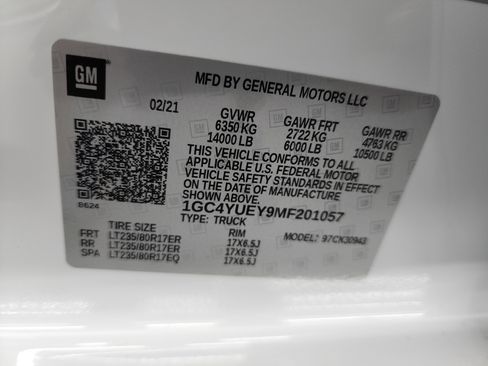 GM
MFD BY GENERAL MOTORS LLC
02/21
GVWR GAWR FRT GAWR RR
6350 KG 2722 KG 4763 KG
14000 LB 6000 LB 10500 LB
THIS VEHICLE CONFORMS TO ALL
APPLICABLE U.S. FEDERAL MOTOR
VEHICLE SAFETY STANDARDS IN EFFECT
ON THE DATE OF MANUFACTURE
SHOWN ABOVE.
8624
1GC4YUEY9MF201057
TYPE: TRUCK MODEL: 97CK30943
TIRE SIZE RIM
FRT LT235/80R17ER 17X6.5J
RR LT235/80R17ER 17X6.5J
SPA LT235/80R17EQ 17X6.5J